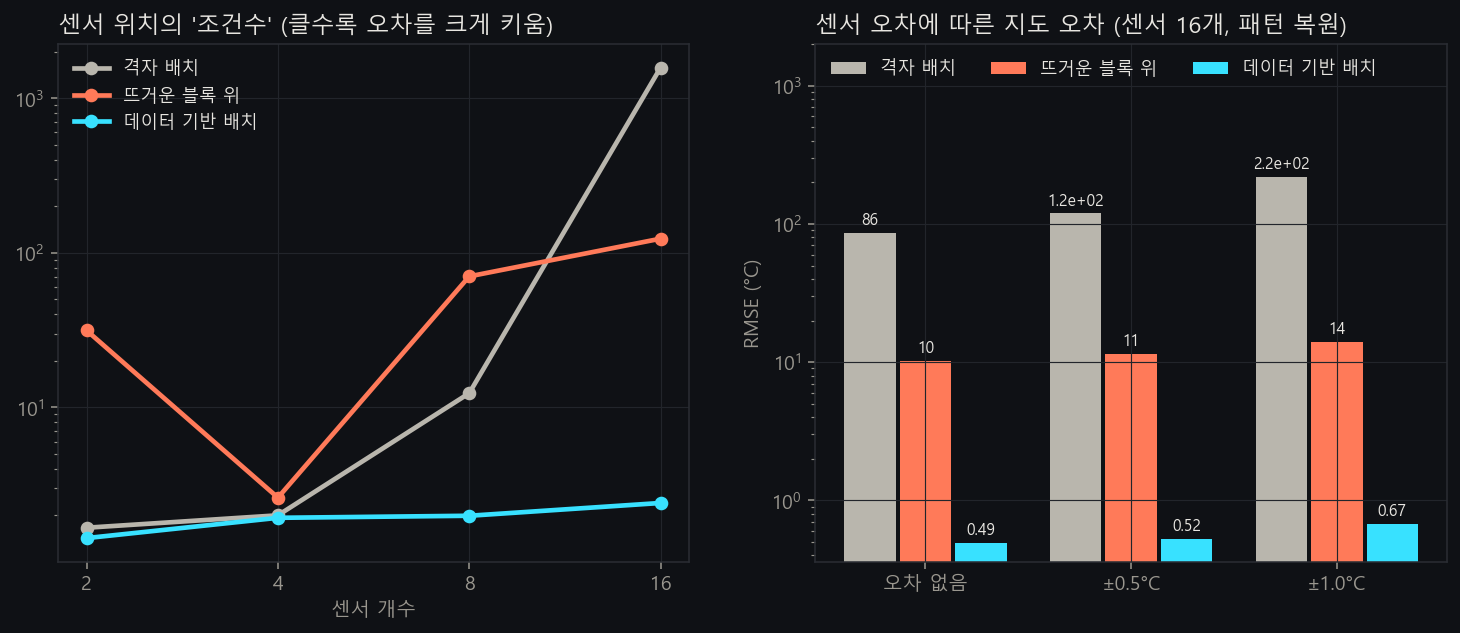 센서 위치의 '조건수' (클수록 오차를 크게 키움)
격자 배치
뜨거운 블록 위
데이터 기반 배치
10³
10²
10¹
2 4 8 16
센서 개수
센서 오차에 따른 지도 오차 (센서 16개, 패턴 복원)
격자 배치 뜨거운 블록 위 데이터 기반 배치
RMSE (°C)
10³
10²
10¹
10⁰
86 10 0.49
1.2e+02 11 0.52
2.2e+02 14 0.67
오차 없음 ±0.5°C ±1.0°C